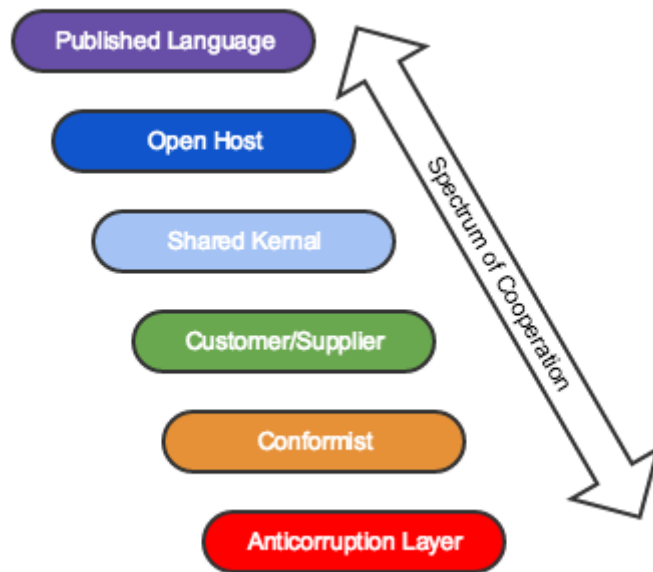 Published Language
Open Host
Shared Kernal
Customer/Supplier
Conformist
Anticorruption Layer
Spectrum of Cooperation